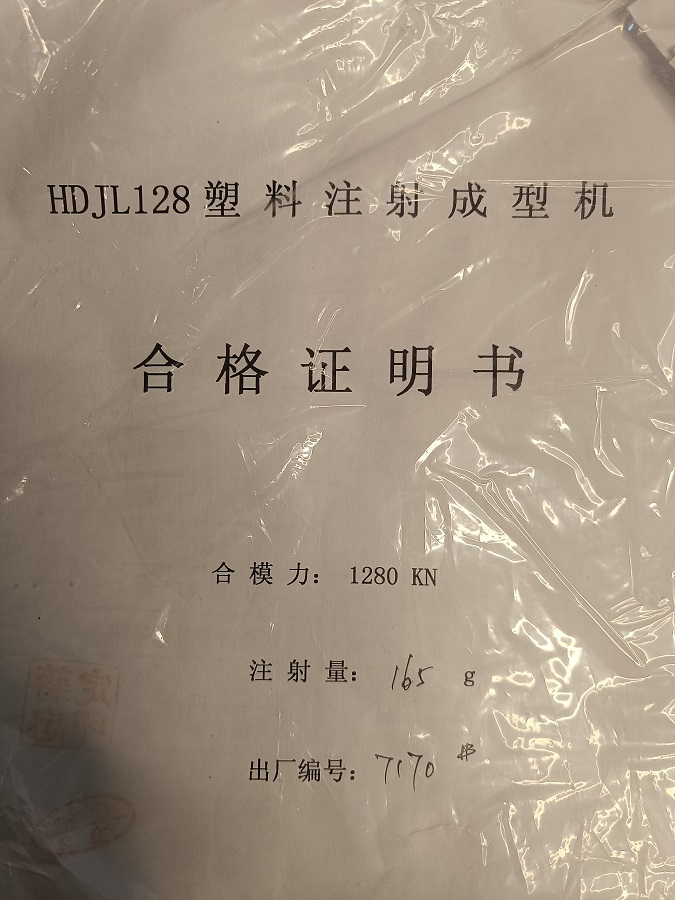 HDJL128塑料注射成型机
合格证明书
合模力: 1280 KN
注射量: 165 g
出厂编号: 7170